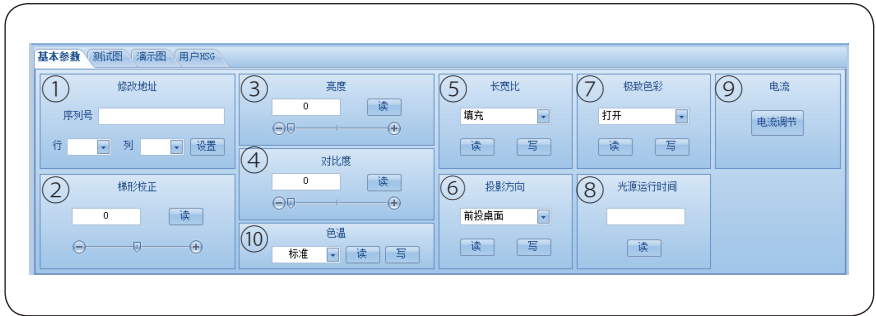 基本参数 测试图 演示图 用户HSG
① 修改地址
序列号
行 列 设置
② 梯形校正
0 读
③ 亮度
0 读
④ 对比度
0 读
⑩ 色温
标准 读 写
⑤ 长宽比
填充
读 写
⑥ 投影方向
前投桌面
读 写
⑦ 极致色彩
打开
读 写
⑧ 光源运行时间
读
⑨ 电流
电流调节